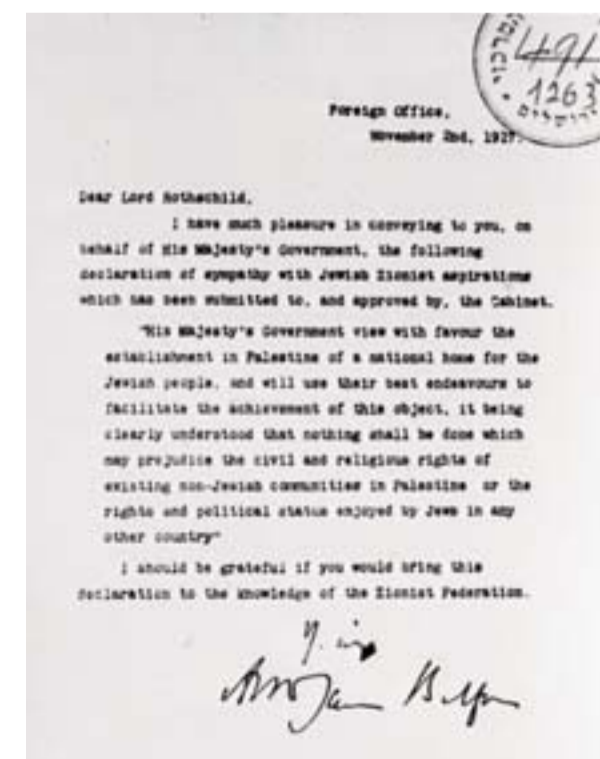 491
1263
Foreign Office,
November 2nd, 1917.
Dear Lord Rothschild,
I have much pleasure in conveying to you, on
behalf of His Majesty's Government, the following
declaration of sympathy with Jewish Zionist aspirations
which has been submitted to, and approved by, the Cabinet.
"His Majesty's Government view with favour the
establishment in Palestine of a national home for the
Jewish people, and will use their best endeavours to
facilitate the achievement of this object, it being
clearly understood that nothing shall be done which
may prejudice the civil and religious rights of
existing non-Jewish communities in Palestine or the
rights and political status enjoyed by Jews in any
other country"
I should be grateful if you would bring this
declaration to the knowledge of the Zionist Federation.